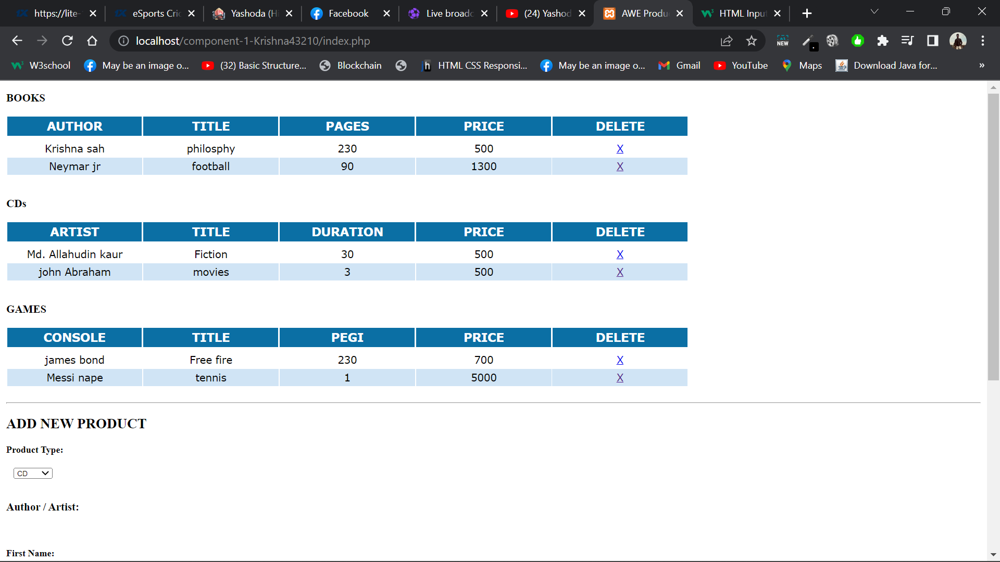 https://lite- eSports Cric Yashoda (Hi Facebook Live broadc (24) Yashod AWE Produ HTML Input
localhost/component-1-Krishna43210/index.php
NEW
W3school May be an image o... (32) Basic Structure... Blockchain HTML CSS Responsi... May be an image o... Gmail YouTube Maps Download Java for... »
BOOKS
AUTHOR TITLE PAGES PRICE DELETE
Krishna sah philosphy 230 500 X
Neymar jr football 90 1300 X
CDs
ARTIST TITLE DURATION PRICE DELETE
Md. Allahudin kaur Fiction 30 500 X
john Abraham movies 3 500 X
GAMES
CONSOLE TITLE PEGI PRICE DELETE
james bond Free fire 230 700 X
Messi nape tennis 1 5000 X
ADD NEW PRODUCT
Product Type:
CD
Author / Artist:
First Name: